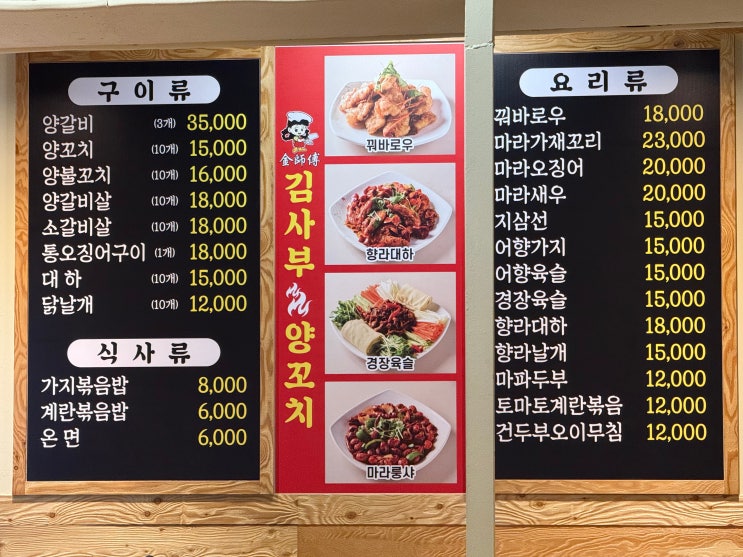 구이류
양갈비 (3개) 35,000
양꼬치 (10개) 15,000
양불꼬치 (10개) 16,000
양갈비살 (10개) 18,000
소갈비살 (10개) 18,000
통오징어구이 (1개) 18,000
대하 (10개) 15,000
닭날개 (10개) 12,000
식사류
가지볶음밥 8,000
계란볶음밥 6,000
온면 6,000
金師傅
김사부 양꼬치
꿔바로우
향라대하
경장육슬
마라롱샤
요리류
꿔바로우 18,000
마라가재꼬리 23,000
마라오징어 20,000
마라새우 20,000
지삼선 15,000
어향가지 15,000
어향육슬 15,000
경장육슬 15,000
향라대하 18,000
향라날개 15,000
마파두부 12,000
토마토계란볶음 12,000
건두부오이무침 12,000